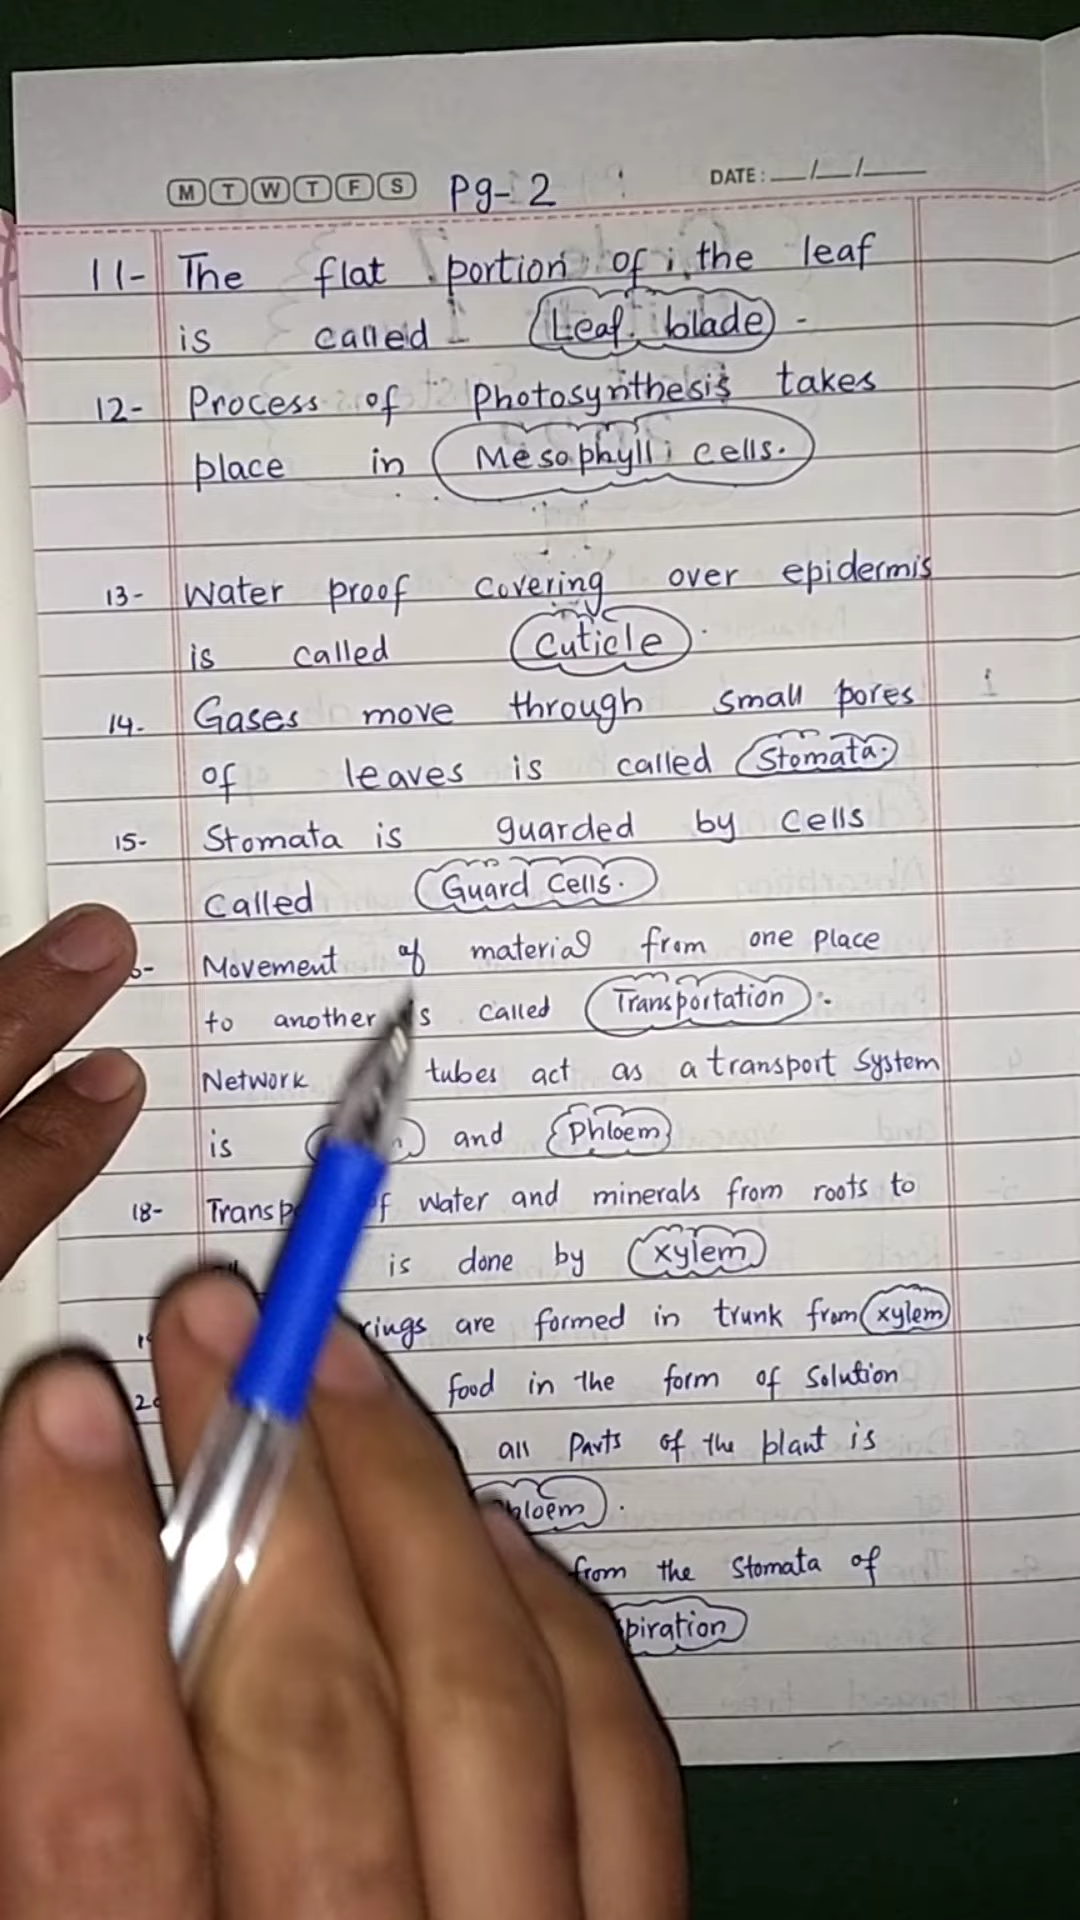 M T W T F S Pg- 2 DATE: __/__/__
11- The flat portion of the leaf
is called Leaf blade.
12- Process of Photosynthesis takes
place in Mesophyll cells.
13- Water proof covering over epidermis
is called Cuticle.
14- Gases move through small pores
of leaves is called Stomata.
15- Stomata is guarded by cells
called Guard cells.
Movement of material from one place
to another is called Transportation.
Network tubes act as a transport system
is and Phloem
18- of water and minerals from roots to
is done by xylem
rings are formed in trunk from xylem
food in the form of solution
all parts of the plant is
from the stomata of